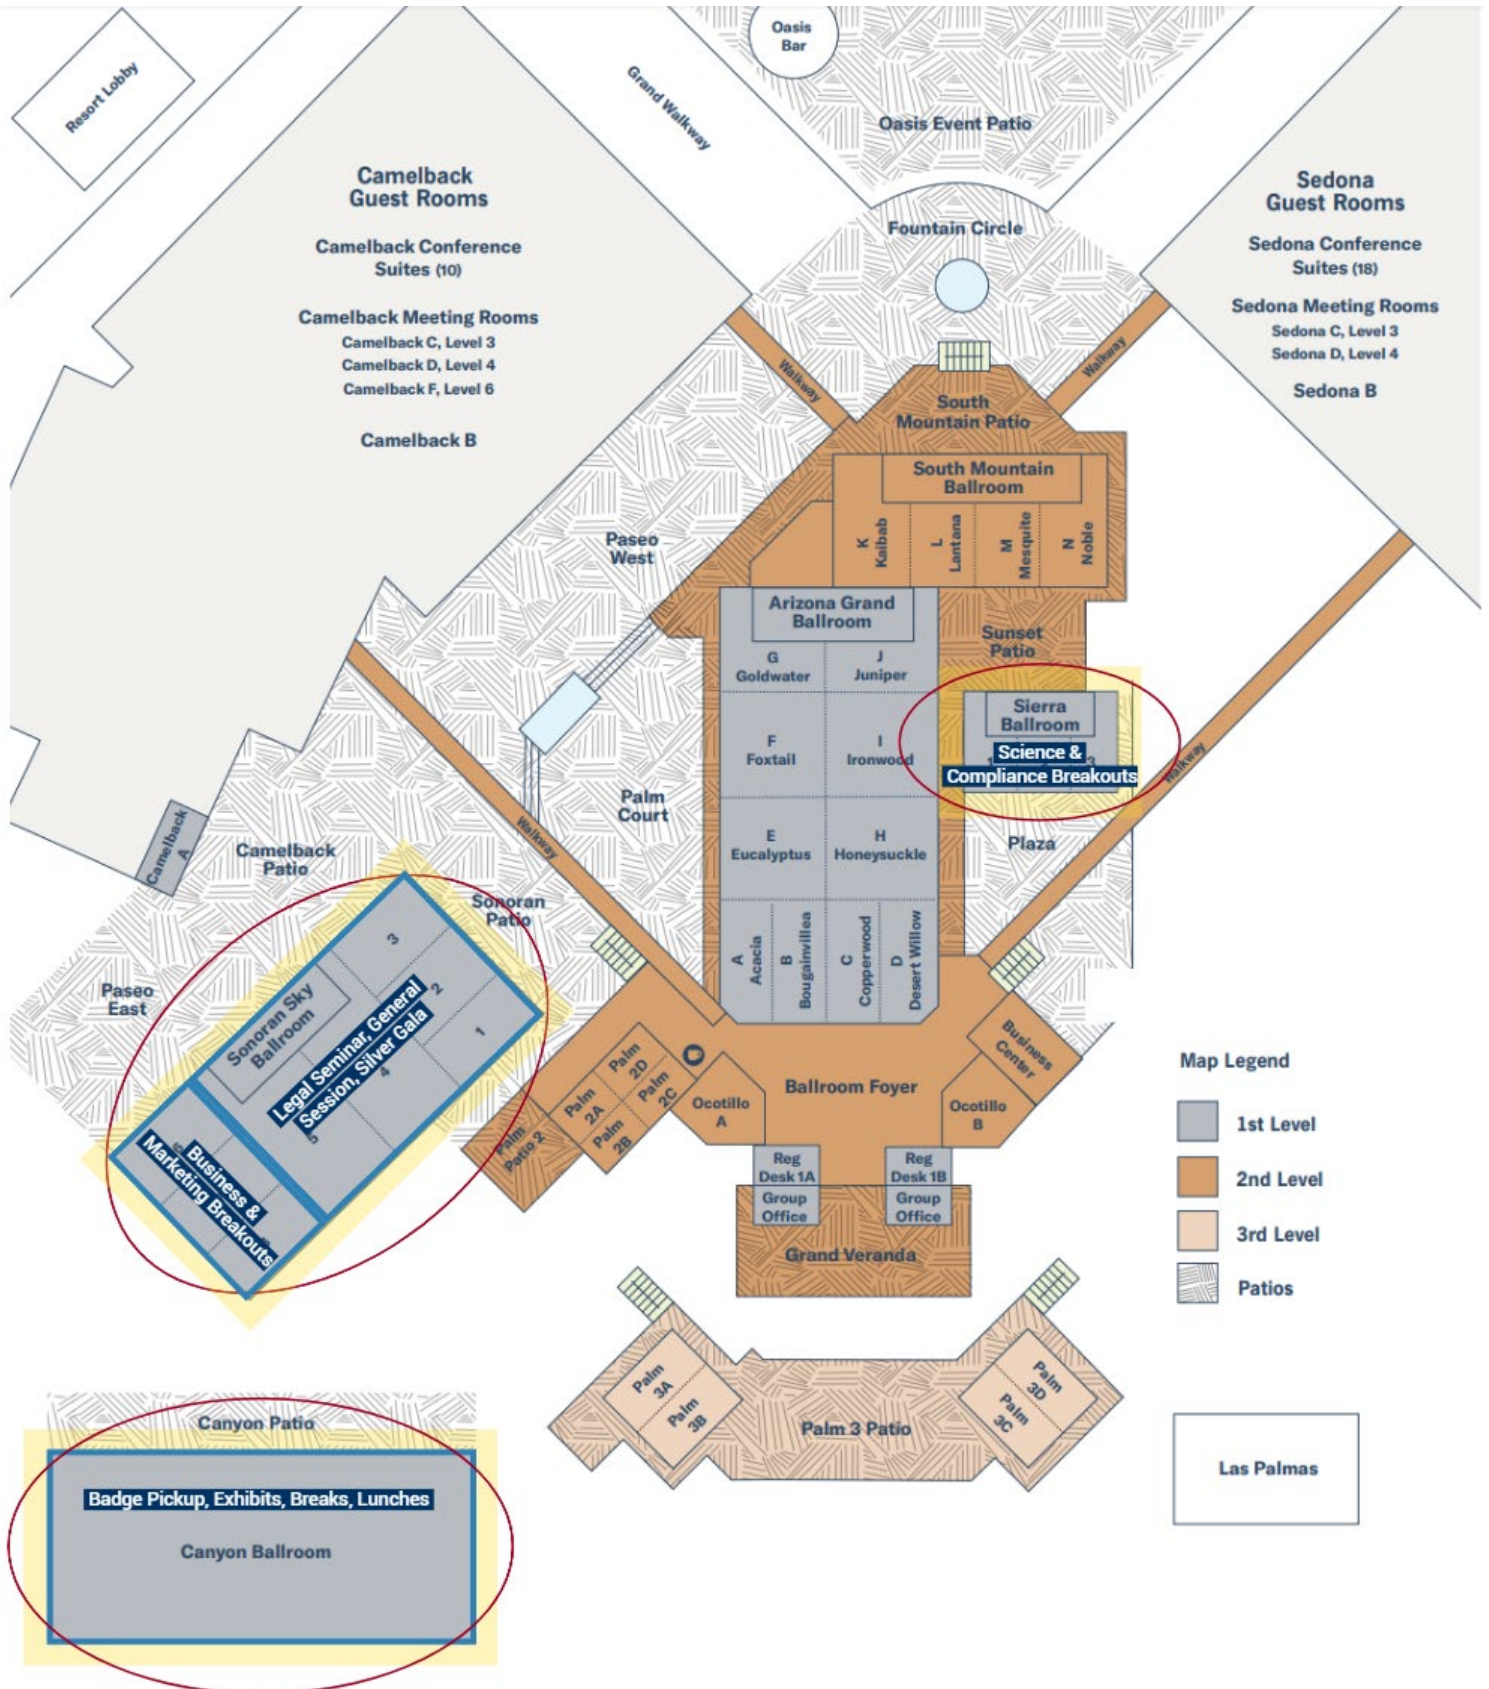 Resort Lobby
Oasis
Bar
Grand Walkway
Oasis Event Patio
Camelback
Guest Rooms
Camelback Conference
Suites (10)
Camelback Meeting Rooms
Camelback C, Level 3
Camelback D, Level 4
Camelback F, Level 6
Camelback B
Fountain Circle
Sedona
Guest Rooms
Sedona Conference
Suites (18)
Sedona Meeting Rooms
Sedona C, Level 3
Sedona D, Level 4
Sedona B
Walkway
Walkway
South
Mountain Patio
South Mountain
Ballroom
K
Kaibab
L
Lantana
M
Mesquite
N
Noble
Paseo
West
Arizona Grand
Ballroom
G
Goldwater
J
Juniper
Sunset
Patio
Sierra
Ballroom
Science &
Compliance Breakouts
1
3
F
Foxtail
I
Ironwood
Walkway
Palm
Court
Walkway
E
Eucalyptus
H
Honeysuckle
Plaza
Camelback
A
Camelback
Patio
Sonoran
Patio
A
Acacia
B
Bougainvillea
C
Copperwood
D
Desert Willow
Paseo
East
3
2
1
4
5
Sonoran Sky
Ballroom
Legal Seminar, General
Session, Silver Gala
Business &
Marketing Breakouts
Palm
2D
Palm
2A
Palm
2C
Palm
2B
Palm
Patio 2
Ocotillo
A
Ballroom Foyer
Business
Center
Ocotillo
B
Reg
Desk 1A
Group
Office
Reg
Desk 1B
Group
Office
Grand Veranda
Map Legend
1st Level
2nd Level
3rd Level
Patios
Palm
3A
Palm
3B
Palm 3 Patio
Palm
3D
Palm
3C
Las Palmas
Canyon Patio
Badge Pickup, Exhibits, Breaks, Lunches
Canyon Ballroom